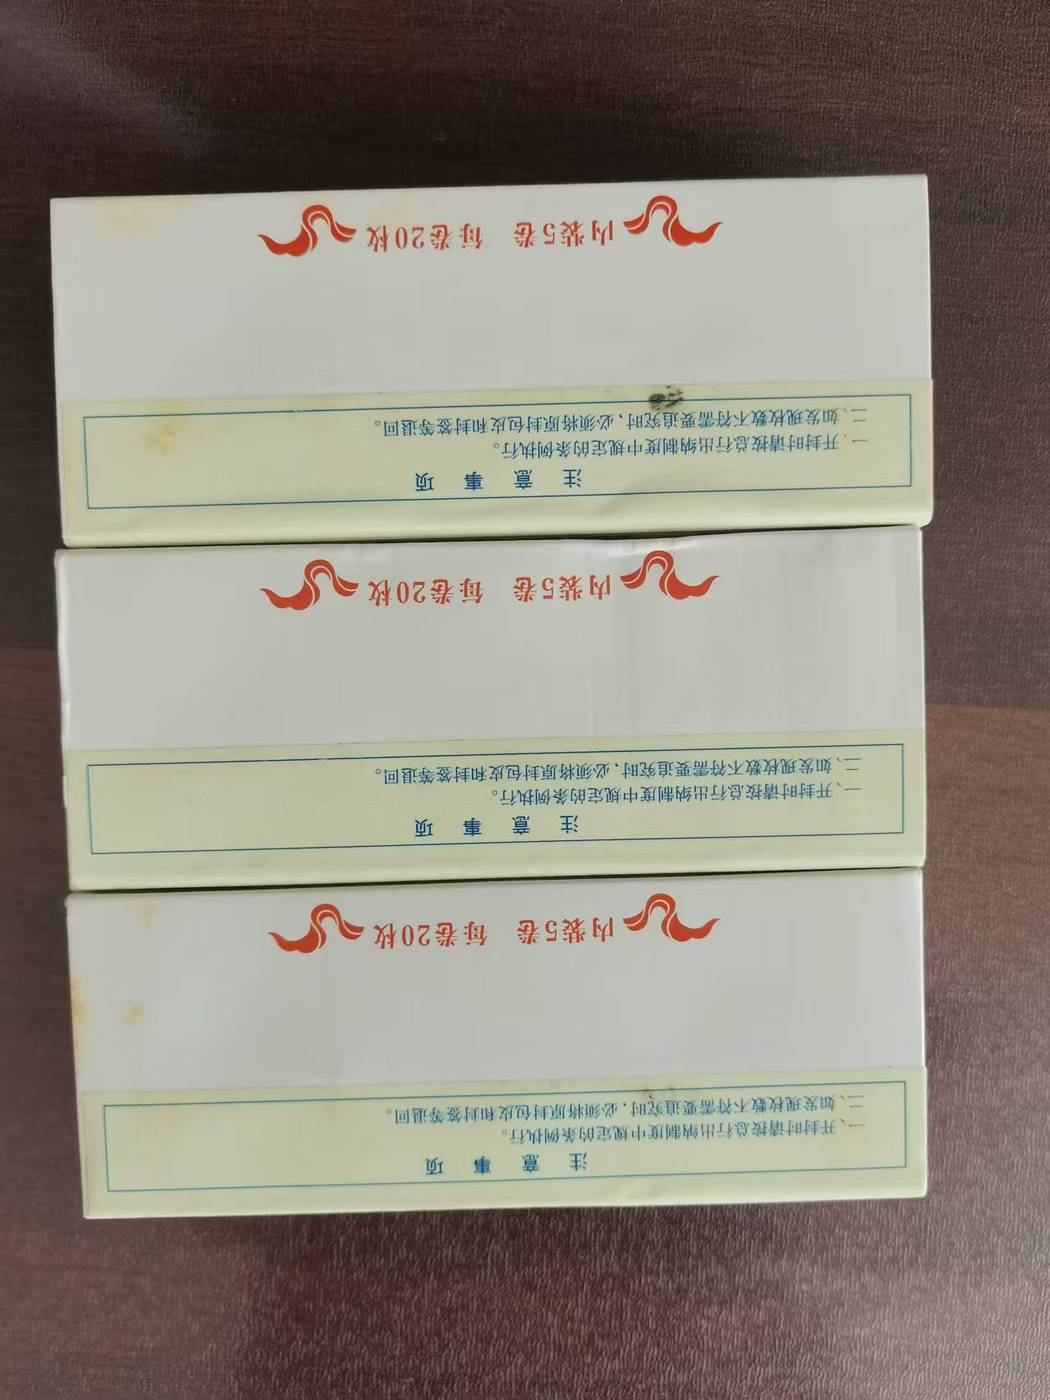 注 意 事 项
一、开封时请按总行出纳制度中规定的条例执行。
二、如发现枚数不符需要追究时，必须将原封包皮和封签等退回。
内装5卷 每卷20枚
注 意 事 项
一、开封时请按总行出纳制度中规定的条例执行。
二、如发现枚数不符需要追究时，必须将原封包皮和封签等退回。
内装5卷 每卷20枚
注 意 事 项
一、开封时请按总行出纳制度中规定的条例执行。
二、如发现枚数不符需要追究时，必须将原封包皮和封签等退回。
内装5卷 每卷20枚